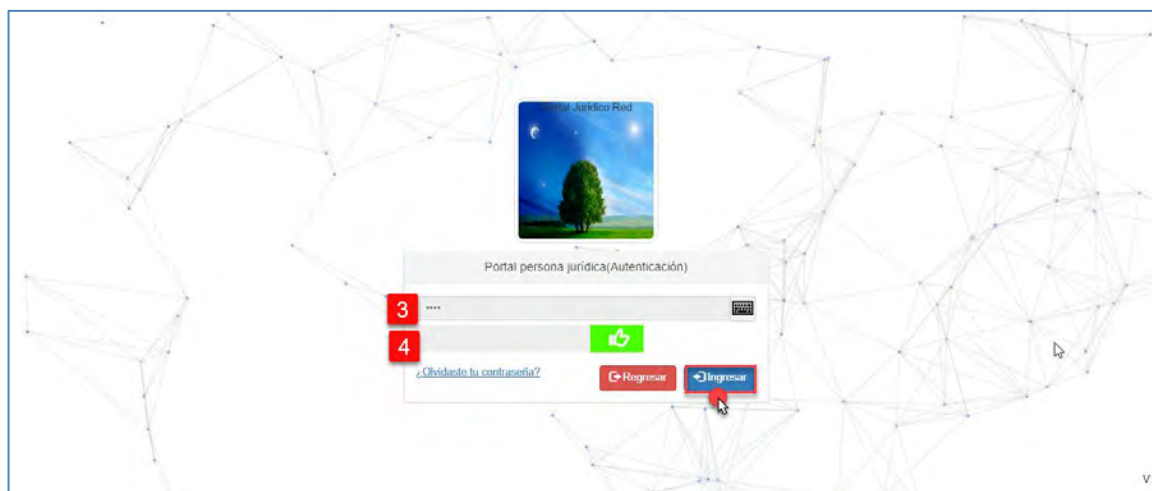 Portal Jurídico Red
Portal persona jurídica(Autenticación)
3
····
4
¿Olvidaste tu contraseña?
Regresar
Ingresar